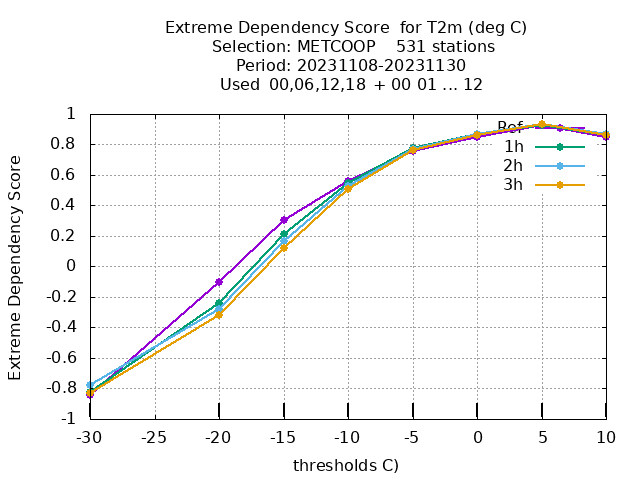 Extreme Dependency Score  for T2m (deg C)
Selection: METCOOP    531 stations
Period: 20231108-20231130
Used  00,06,12,18  + 00 01 ... 12
Extreme Dependency Score
1
0.8
0.6
0.4
0.2
0
-0.2
-0.4
-0.6
-0.8
-1
Ref
1h
2h
3h
-30 -25 -20 -15 -10 -5 0 5 10
thresholds C)